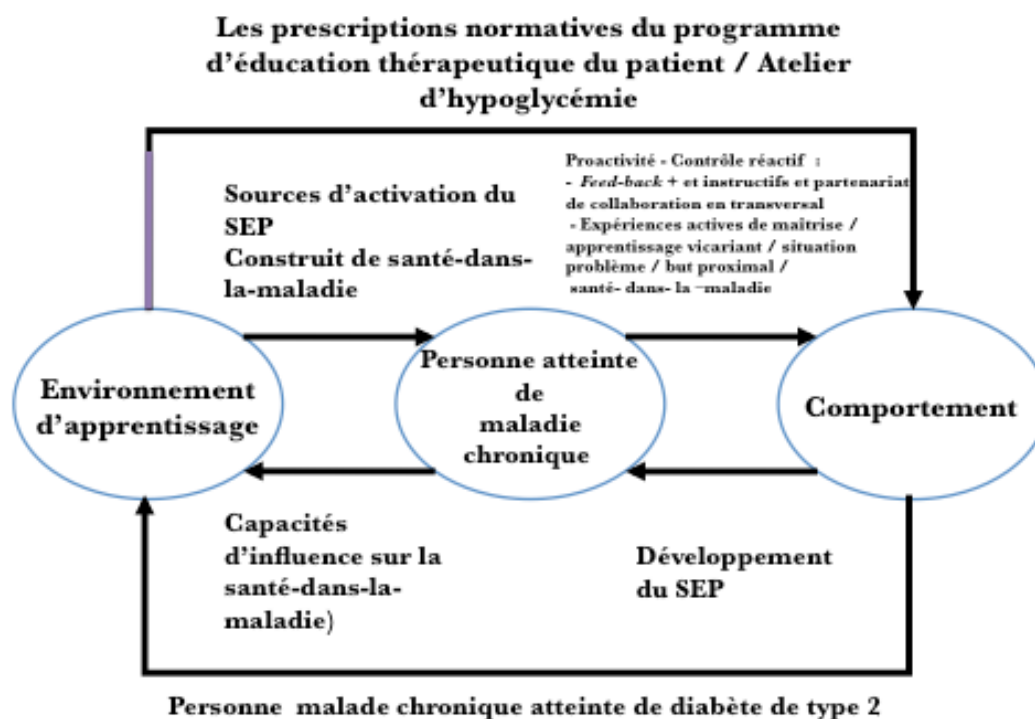 Les prescriptions normatives du programme
d'éducation thérapeutique du patient / Atelier
d'hypoglycémie
Sources d'activation du
SEP
Construit de santé-dans-
la-maladie
Proactivité - Contrôle réactif :
- Feed-back + et instructifs et partenariat
de collaboration en transversal
- Expériences actives de maîtrise /
apprentissage vicariant / situation
problème / but proximal /
santé- dans- la –maladie
Environnement
d'apprentissage
Personne atteinte
de
maladie
chronique
Comportement
Capacités
d'influence sur la
santé-dans-la-
maladie)
Développement
du SEP
Personne malade chronique atteinte de diabète de type 2